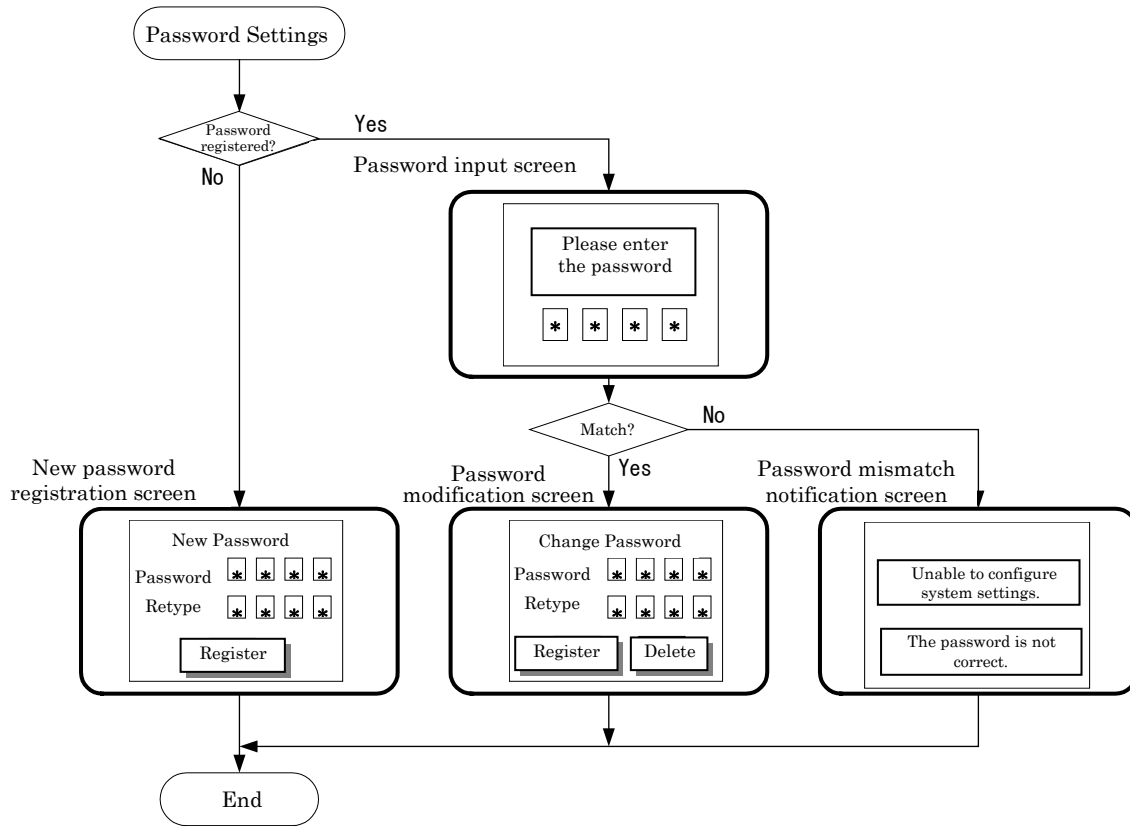 Password Settings
Password
registered?
Yes
No
Password input screen
Please enter
the password
* * * *
Match?
No
Yes
New password
registration screen
Password
modification screen
Password mismatch
notification screen
New Password
Password * * * *
Retype * * * *
Register
Change Password
Password * * * *
Retype * * * *
Register Delete
Unable to configure
system settings.
The password is not
correct.
End